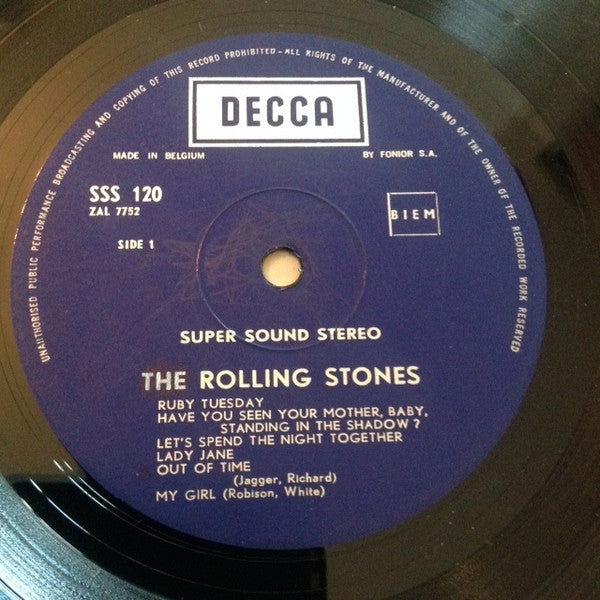 UNAUTHORISED PUBLIC PERFORMANCE BROADCASTING AND COPYING OF THIS RECORD PROHIBITED - ALL RIGHTS OF THE MANUFACTURER AND OF THE OWNER OF THE RECORDED WORK RESERVED
DECCA
MADE IN BELGIUM
BY FONIOR S.A.
SSS 120
ZAL 7752
BIEM
SIDE 1
SUPER SOUND STEREO
THE ROLLING STONES
RUBY TUESDAY
HAVE YOU SEEN YOUR MOTHER, BABY,
STANDING IN THE SHADOW?
LET'S SPEND THE NIGHT TOGETHER
LADY JANE
OUT OF TIME
(Jagger, Richard)
MY GIRL (Robison, White)